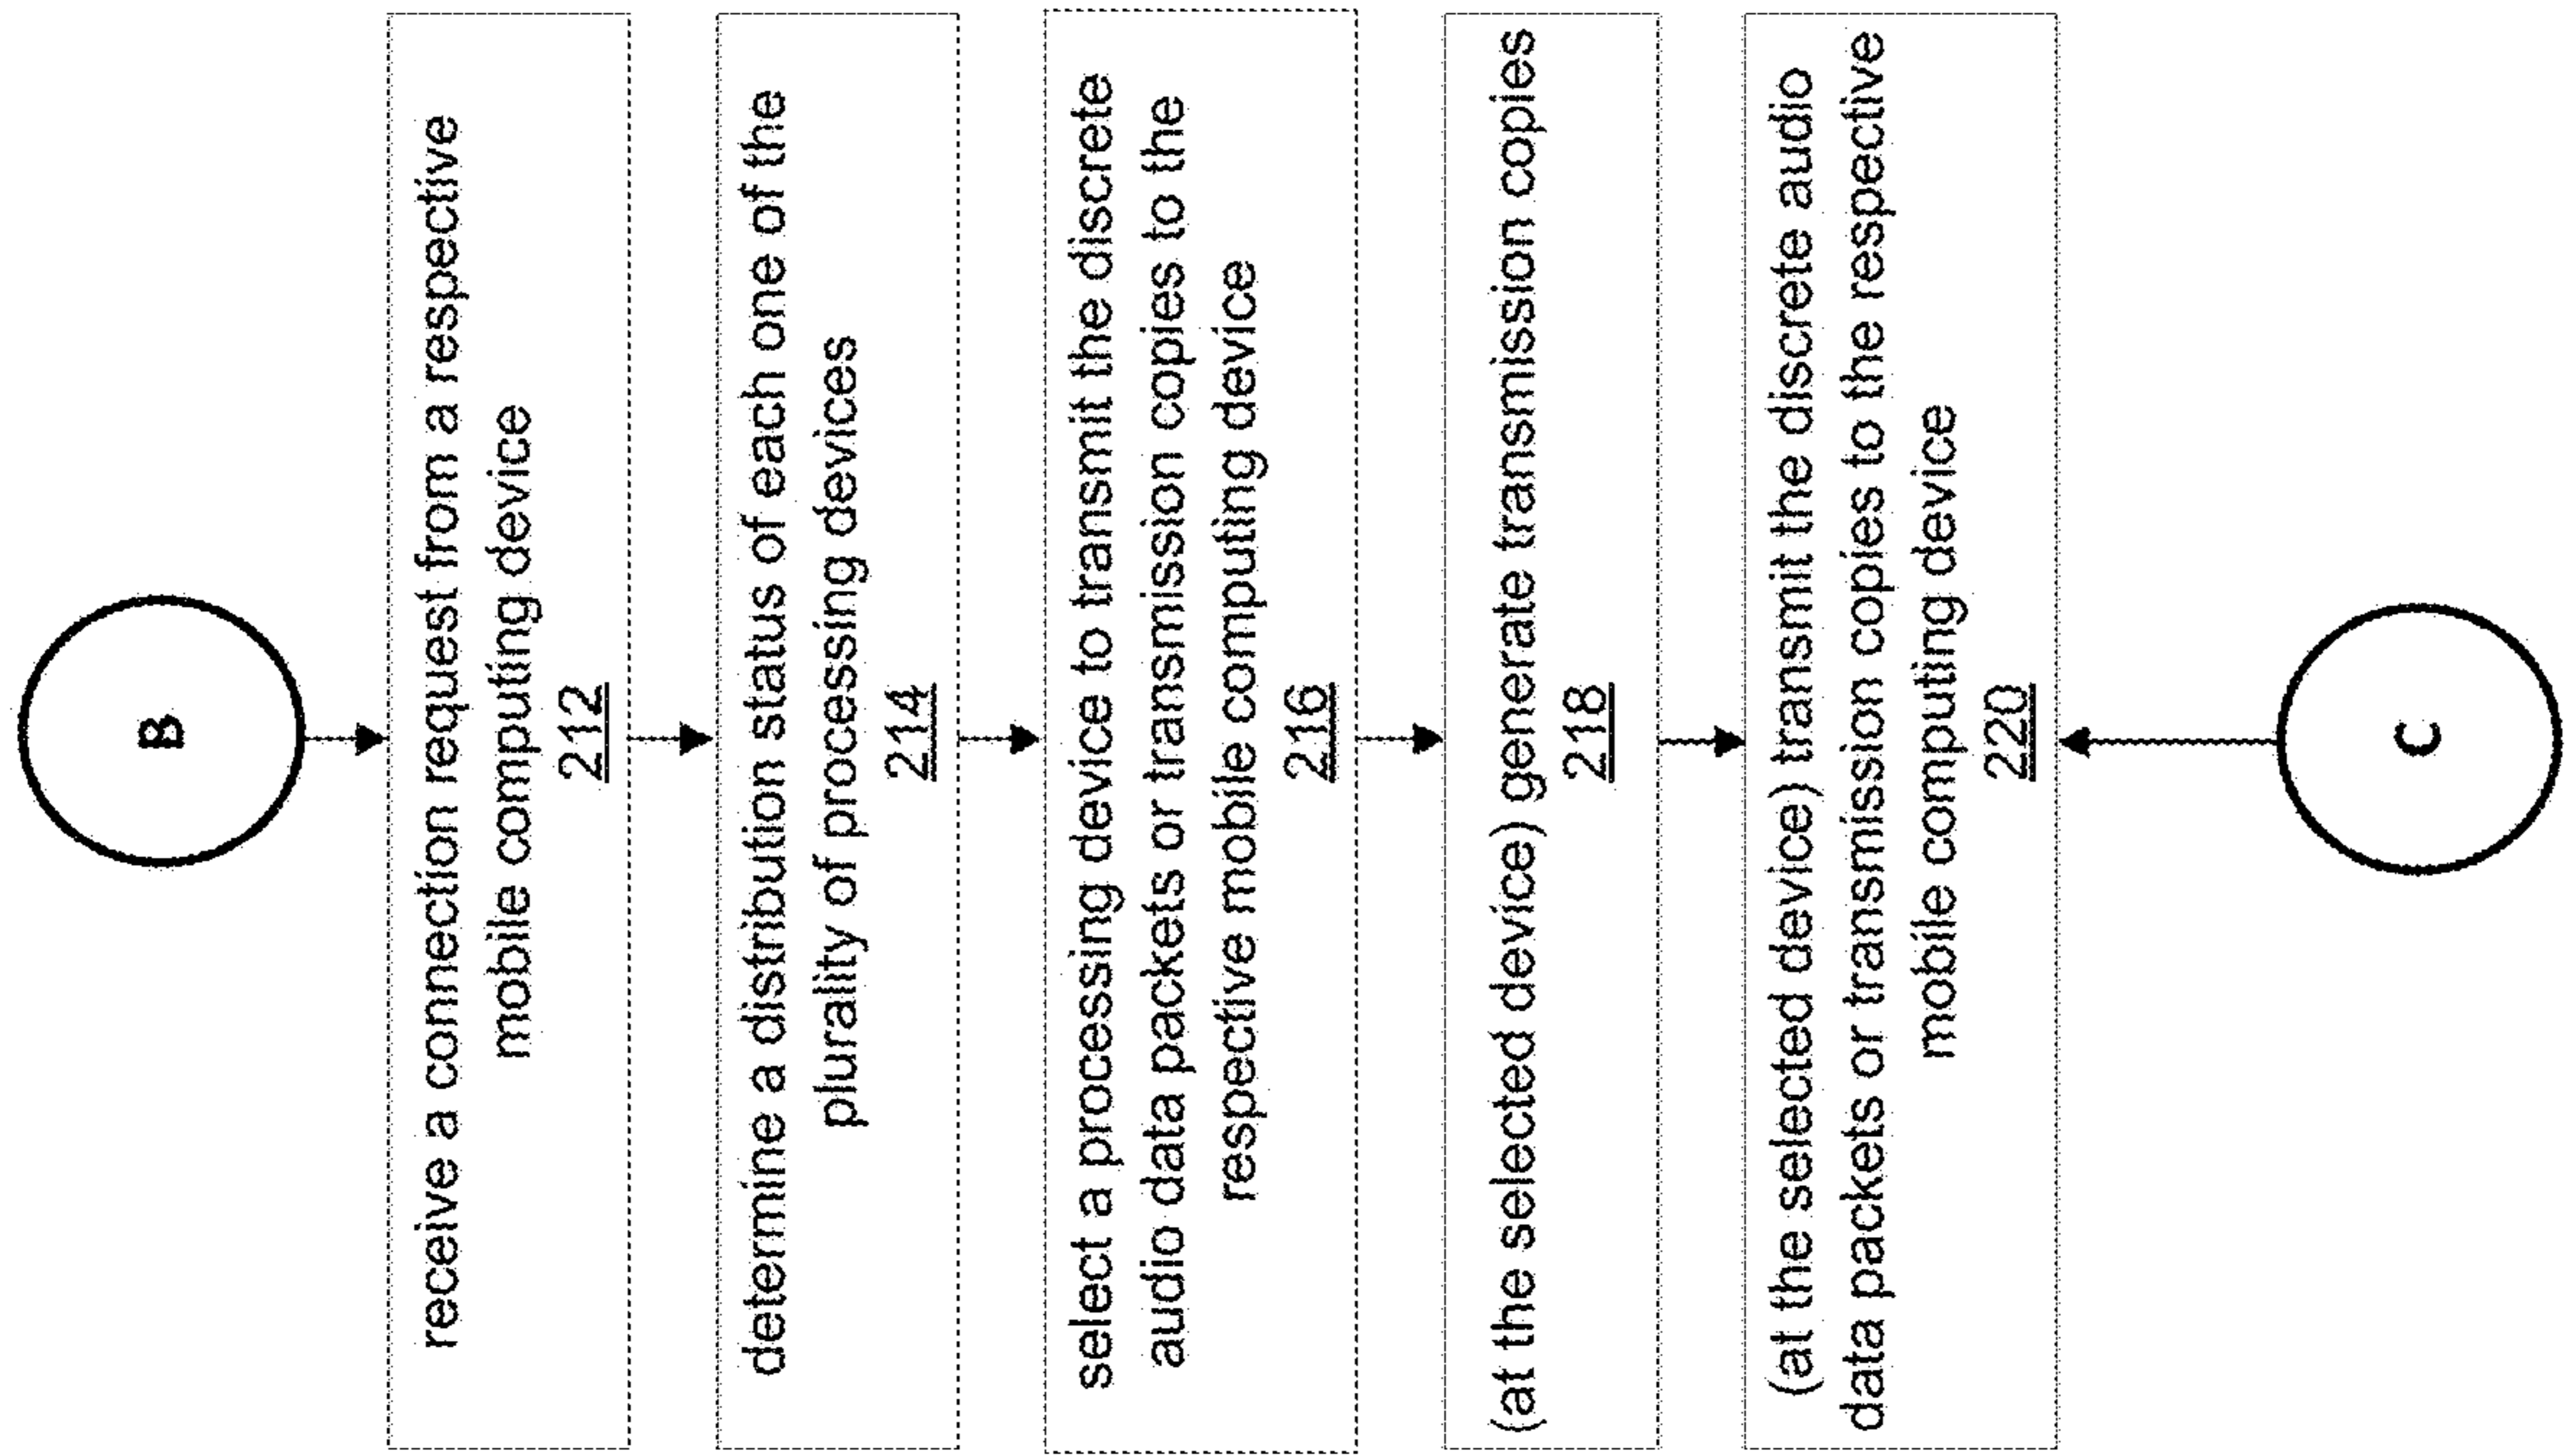 B
receive a connection request from a respective
mobile computing device
212
determine a distribution status of each one of the
plurality of processing devices
214
select a processing device to transmit the discrete
audio data packets or transmission copies to the
respective mobile computing device
216
(at the selected device) generate transmission copies
218
(at the selected device) transmit the discrete audio
data packets or transmission copies to the respective
mobile computing device
220
C